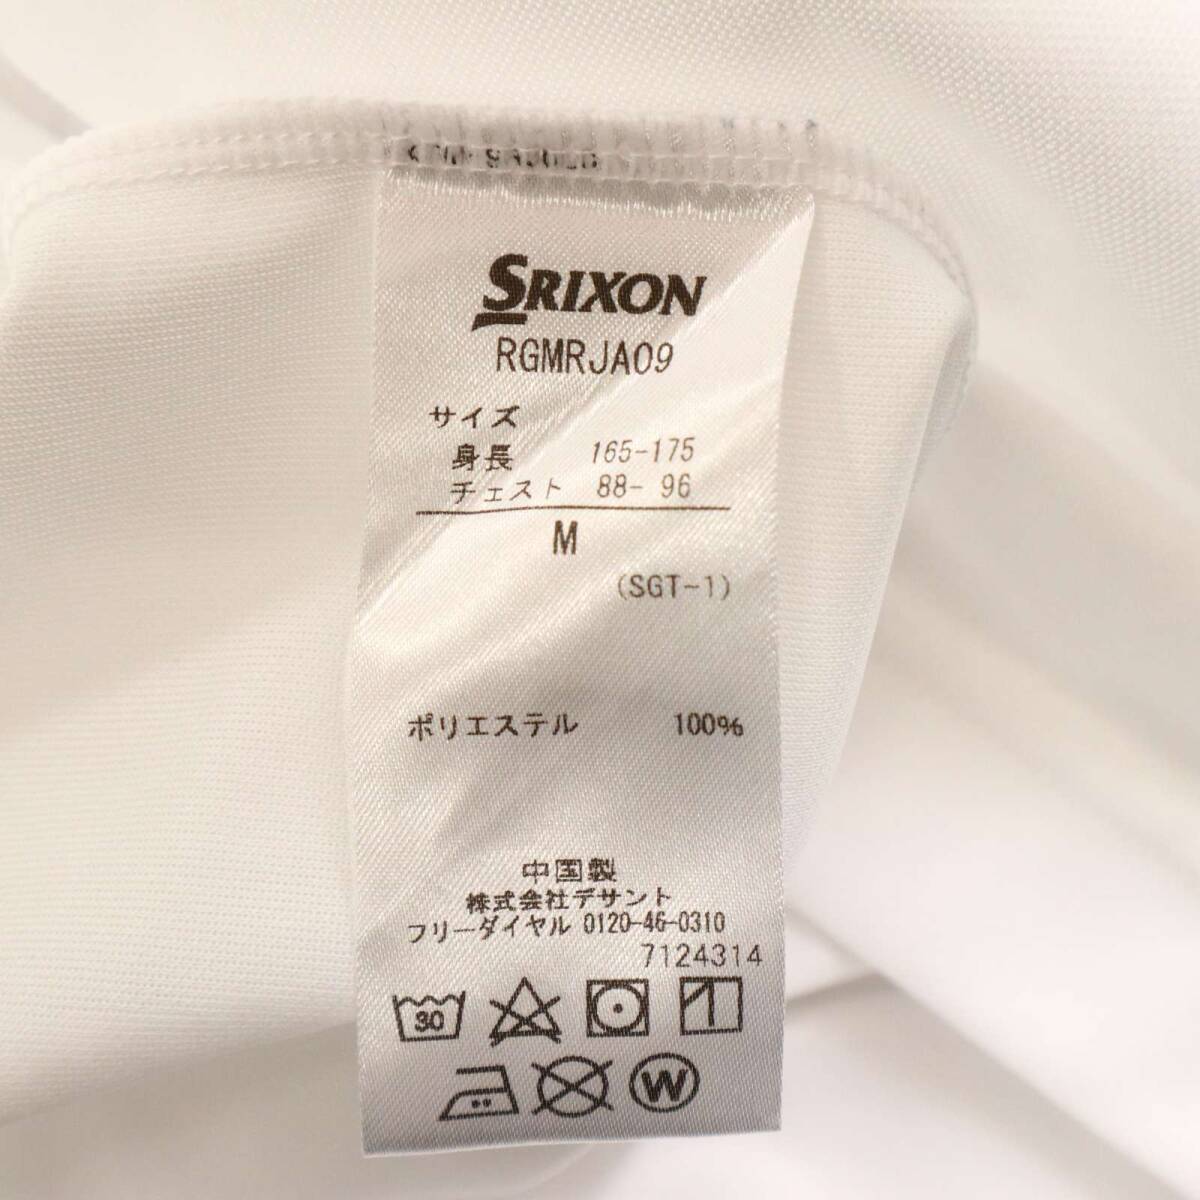 SRIXON
RGMRJA09
サイズ
身長 165-175
チェスト 88- 96
M
(SGT-1)
ポリエステル 100%
中国製
株式会社デサント
フリーダイヤル 0120-46-0310
7124314
30
W